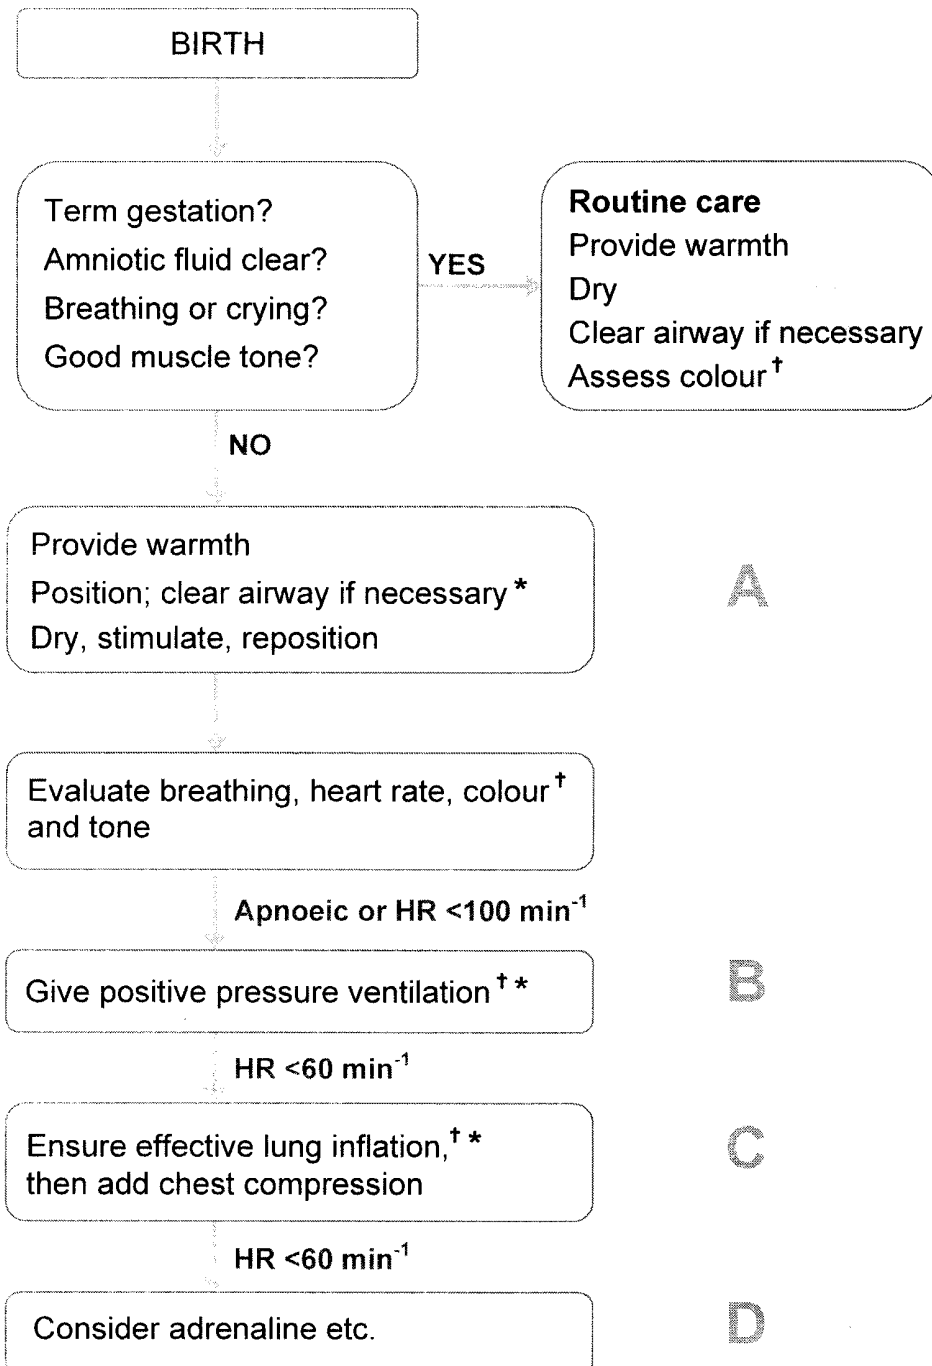 BIRTH
Term gestation?
Amniotic fluid clear?
Breathing or crying?
Good muscle tone?
YES
Routine care
Provide warmth
Dry
Clear airway if necessary
Assess colour†
NO
Provide warmth
Position; clear airway if necessary*
Dry, stimulate, reposition
A
Evaluate breathing, heart rate, colour†
and tone
Apnoeic or HR <100 min⁻¹
Give positive pressure ventilation†*
B
HR <60 min⁻¹
Ensure effective lung inflation,†*
then add chest compression
C
HR <60 min⁻¹
Consider adrenaline etc.
D